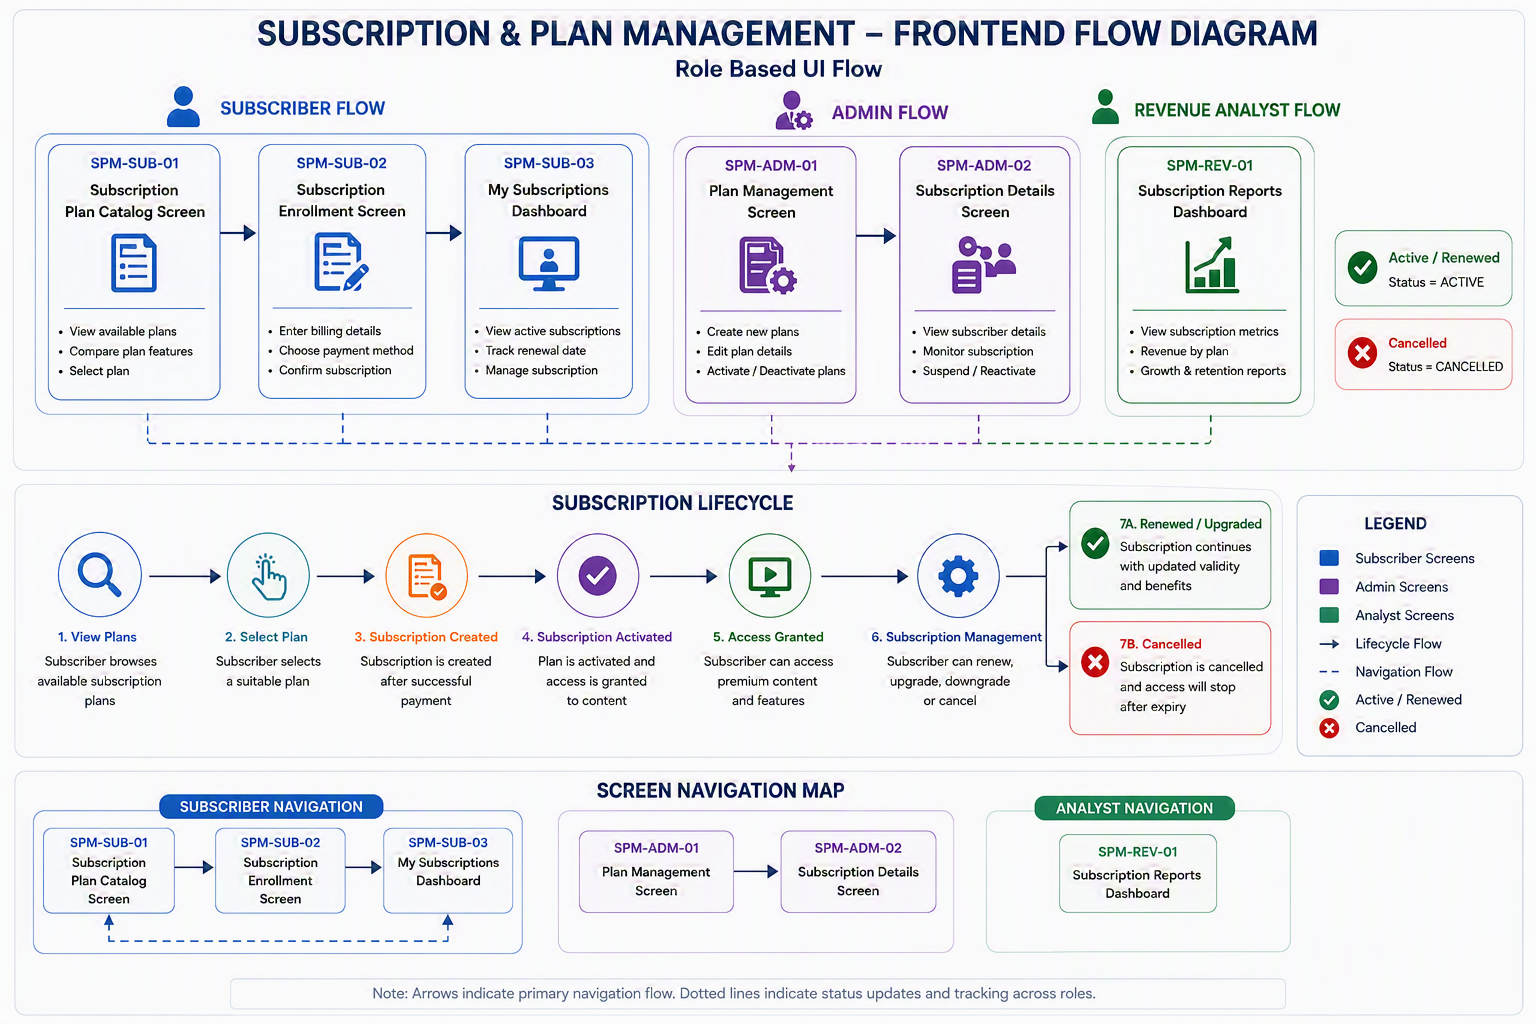 SUBSCRIPTION & PLAN MANAGEMENT – FRONTEND FLOW DIAGRAM
Role Based UI Flow
SUBSCRIBER FLOW
SPM-SUB-01
Subscription
Plan Catalog Screen
• View available plans
• Compare plan features
• Select plan
SPM-SUB-02
Subscription
Enrollment Screen
• Enter billing details
• Choose payment method
• Confirm subscription
SPM-SUB-03
My Subscriptions
Dashboard
• View active subscriptions
• Track renewal date
• Manage subscription
ADMIN FLOW
SPM-ADM-01
Plan Management
Screen
• Create new plans
• Edit plan details
• Activate / Deactivate plans
SPM-ADM-02
Subscription Details
Screen
• View subscriber details
• Monitor subscription
• Suspend / Reactivate
REVENUE ANALYST FLOW
SPM-REV-01
Subscription Reports
Dashboard
• View subscription metrics
• Revenue by plan
• Growth & retention reports
Active / Renewed
Status = ACTIVE
Cancelled
Status = CANCELLED
SUBSCRIPTION LIFECYCLE
1. View Plans
Subscriber browses
available subscription
plans
2. Select Plan
Subscriber selects
a suitable plan
3. Subscription Created
Subscription is created
after successful
payment
4. Subscription Activated
Plan is activated and
access is granted
to content
5. Access Granted
Subscriber can access
premium content
and features
6. Subscription Management
Subscriber can renew,
upgrade, downgrade
or cancel
7A. Renewed / Upgraded
Subscription continues
with updated validity
and benefits
7B. Cancelled
Subscription is cancelled
and access will stop
after expiry
LEGEND
Subscriber Screens
Admin Screens
Analyst Screens
Lifecycle Flow
Navigation Flow
Active / Renewed
Cancelled
SCREEN NAVIGATION MAP
SUBSCRIBER NAVIGATION
SPM-SUB-01
Subscription
Plan Catalog
Screen
SPM-SUB-02
Subscription
Enrollment
Screen
SPM-SUB-03
My Subscriptions
Dashboard
SPM-ADM-01
Plan Management
Screen
SPM-ADM-02
Subscription Details
Screen
ANALYST NAVIGATION
SPM-REV-01
Subscription Reports
Dashboard
Note: Arrows indicate primary navigation flow. Dotted lines indicate status updates and tracking across roles.